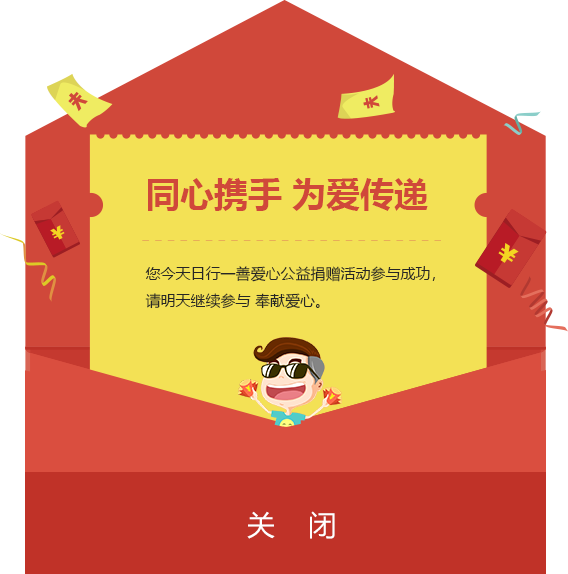 同心携手 为爱传递
您今天日行一善爱心公益捐赠活动参与成功，
请明天继续参与 奉献爱心。
关 闭